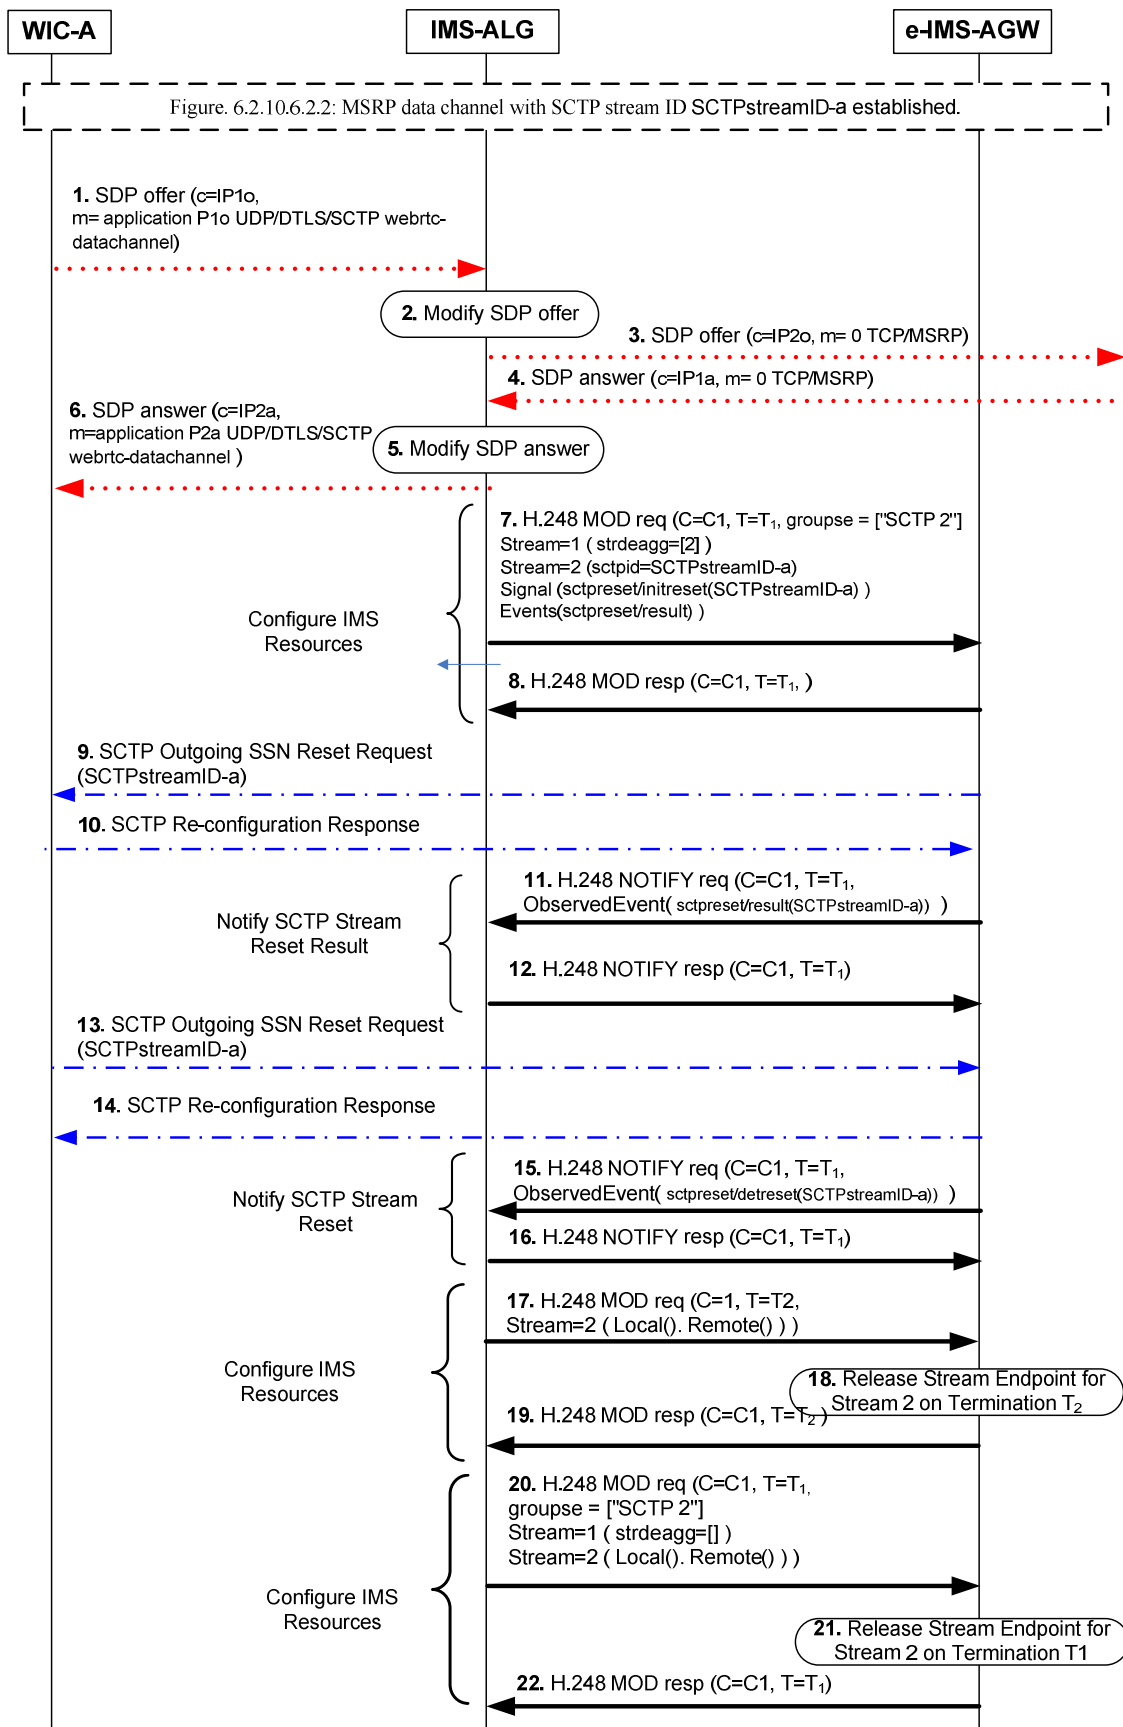 WIC-A
IMS-ALG
e-IMS-AGW
Figure. 6.2.10.6.2.2: MSRP data channel with SCTP stream ID SCTPstreamID-a established.
1. SDP offer (c=IP1o,
m= application P1o UDP/DTLS/SCTP webrtc-
datachannel)
2. Modify SDP offer
3. SDP offer (c=IP2o, m= 0 TCP/MSRP)
4. SDP answer (c=IP1a, m= 0 TCP/MSRP)
6. SDP answer (c=IP2a,
m=application P2a UDP/DTLS/SCTP
webrtc-datachannel )
5. Modify SDP answer
7. H.248 MOD req (C=C1, T=T1, groupse = ["SCTP 2"]
Stream=1 ( strdeagg=[2] )
Stream=2 (sctpid=SCTPstreamID-a)
Signal (sctpreset/initreset(SCTPstreamID-a) )
Events(sctpreset/result) )
Configure IMS
Resources
8. H.248 MOD resp (C=C1, T=T1, )
9. SCTP Outgoing SSN Reset Request
(SCTPstreamID-a)
10. SCTP Re-configuration Response
11. H.248 NOTIFY req (C=C1, T=T1,
ObservedEvent( sctpreset/result(SCTPstreamID-a)) )
Notify SCTP Stream
Reset Result
12. H.248 NOTIFY resp (C=C1, T=T1)
13. SCTP Outgoing SSN Reset Request
(SCTPstreamID-a)
14. SCTP Re-configuration Response
15. H.248 NOTIFY req (C=C1, T=T1,
ObservedEvent( sctpreset/detreset(SCTPstreamID-a)) )
Notify SCTP Stream
Reset
16. H.248 NOTIFY resp (C=C1, T=T1)
17. H.248 MOD req (C=1, T=T2,
Stream=2 ( Local(). Remote() ) )
Configure IMS
Resources
18. Release Stream Endpoint for
Stream 2 on Termination T2
19. H.248 MOD resp (C=C1, T=T2 )
20. H.248 MOD req (C=C1, T=T1,
groupse = ["SCTP 2"]
Stream=1 ( strdeagg=[] )
Stream=2 ( Local(). Remote() ) )
Configure IMS
Resources
21. Release Stream Endpoint for
Stream 2 on Termination T1
22. H.248 MOD resp (C=C1, T=T1)